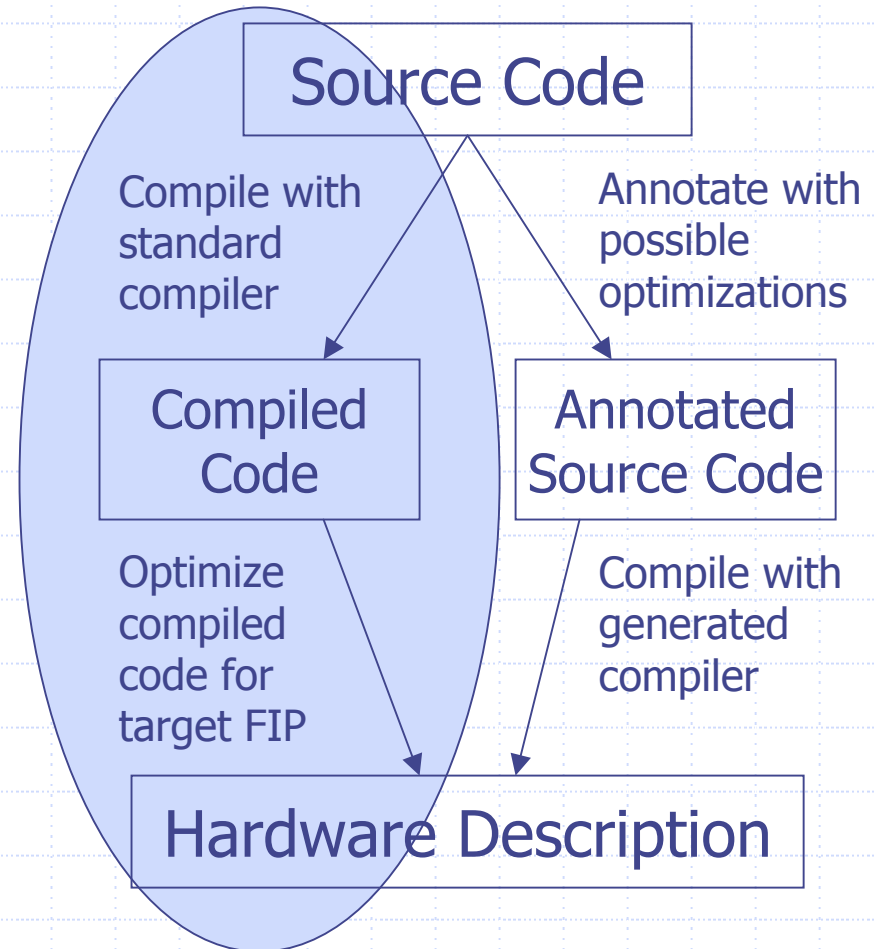 Source Code
Compile with
standard
compiler
Annotate with
possible
optimizations
Compiled
Code
Annotated
Source Code
Optimize
compiled
code for
target FIP
Compile with
generated
compiler
Hardware Description